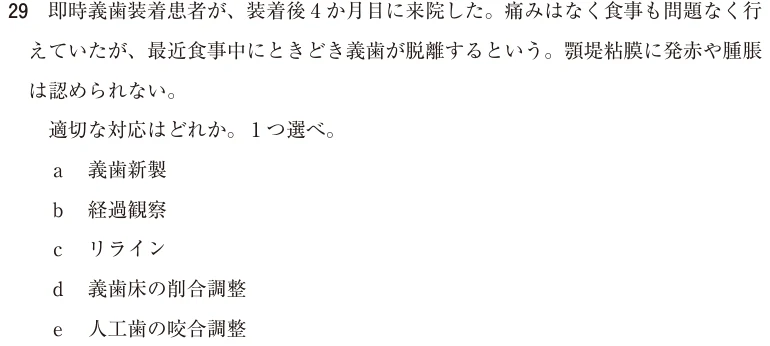 29 即時義歯装着患者が、装着後４か月目に来院した。痛みはなく食事も問題なく行
えていたが、最近食事中にときどき義歯が脱離するという。顎堤粘膜に発赤や腫脹
は認められない。
適切な対応はどれか。１つ選べ。
a 義歯新製
b 経過観察
c リライン
d 義歯床の削合調整
e 人工歯の咬合調整